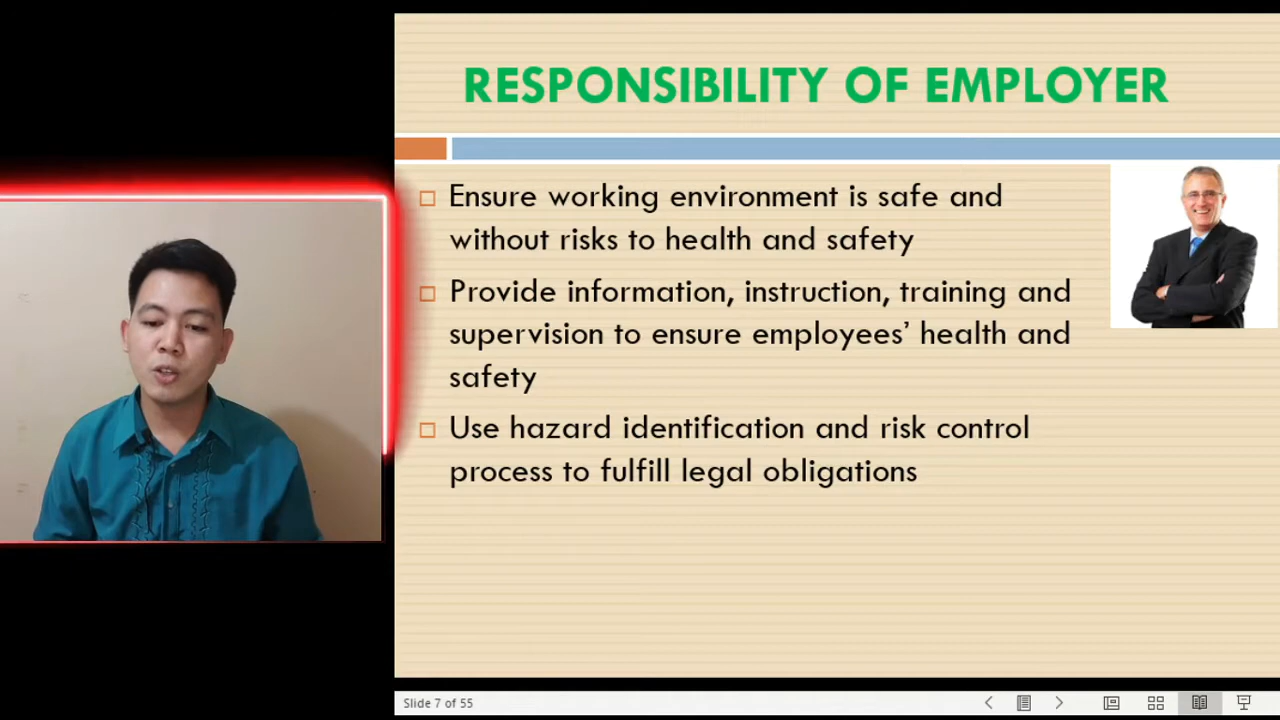 RESPONSIBILITY OF EMPLOYER
Ensure working environment is safe and
without risks to health and safety
Provide information, instruction, training and
supervision to ensure employees’ health and
safety
Use hazard identification and risk control
process to fulfill legal obligations
Slide 7 of 55